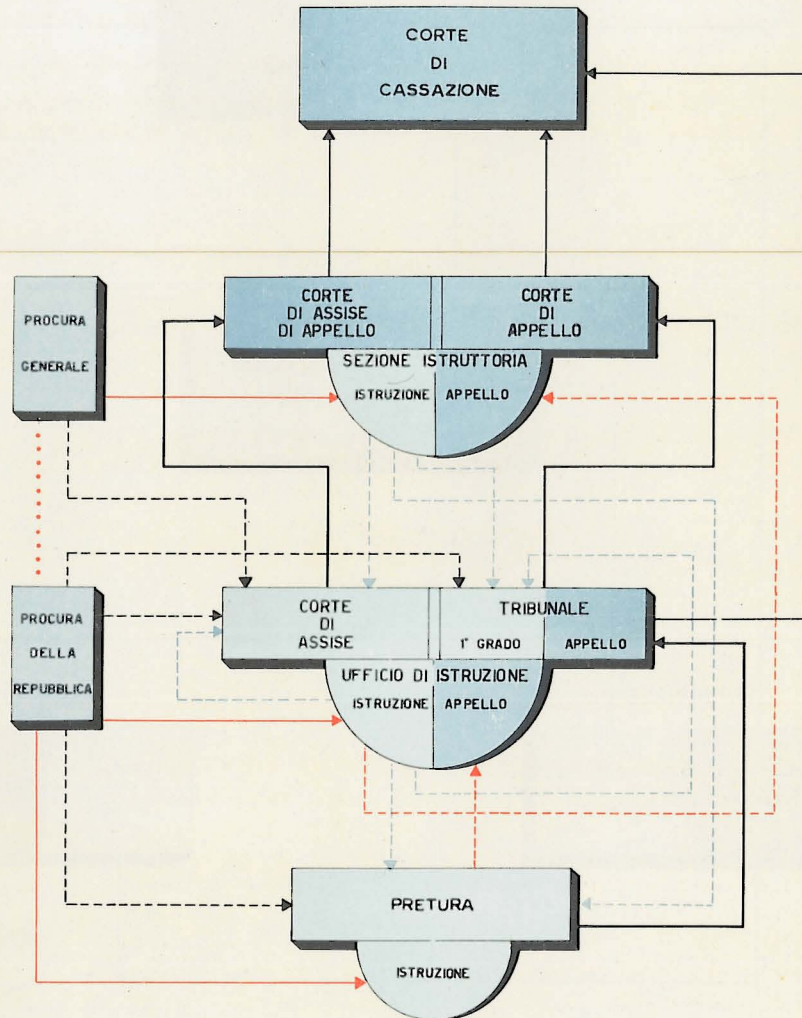 CORTE
DI
CASSAZIONE
PROCURA
GENERALE
CORTE
DI ASSISE
DI APPELLO
CORTE
DI
APPELLO
SEZIONE ISTRUTTORIA
ISTRUZIONE
APPELLO
PROCURA
DELLA
REPUBBLICA
CORTE
DI
ASSISE
TRIBUNALE
1° GRADO
APPELLO
UFFICIO DI ISTRUZIONE
ISTRUZIONE
APPELLO
PRETURA
ISTRUZIONE